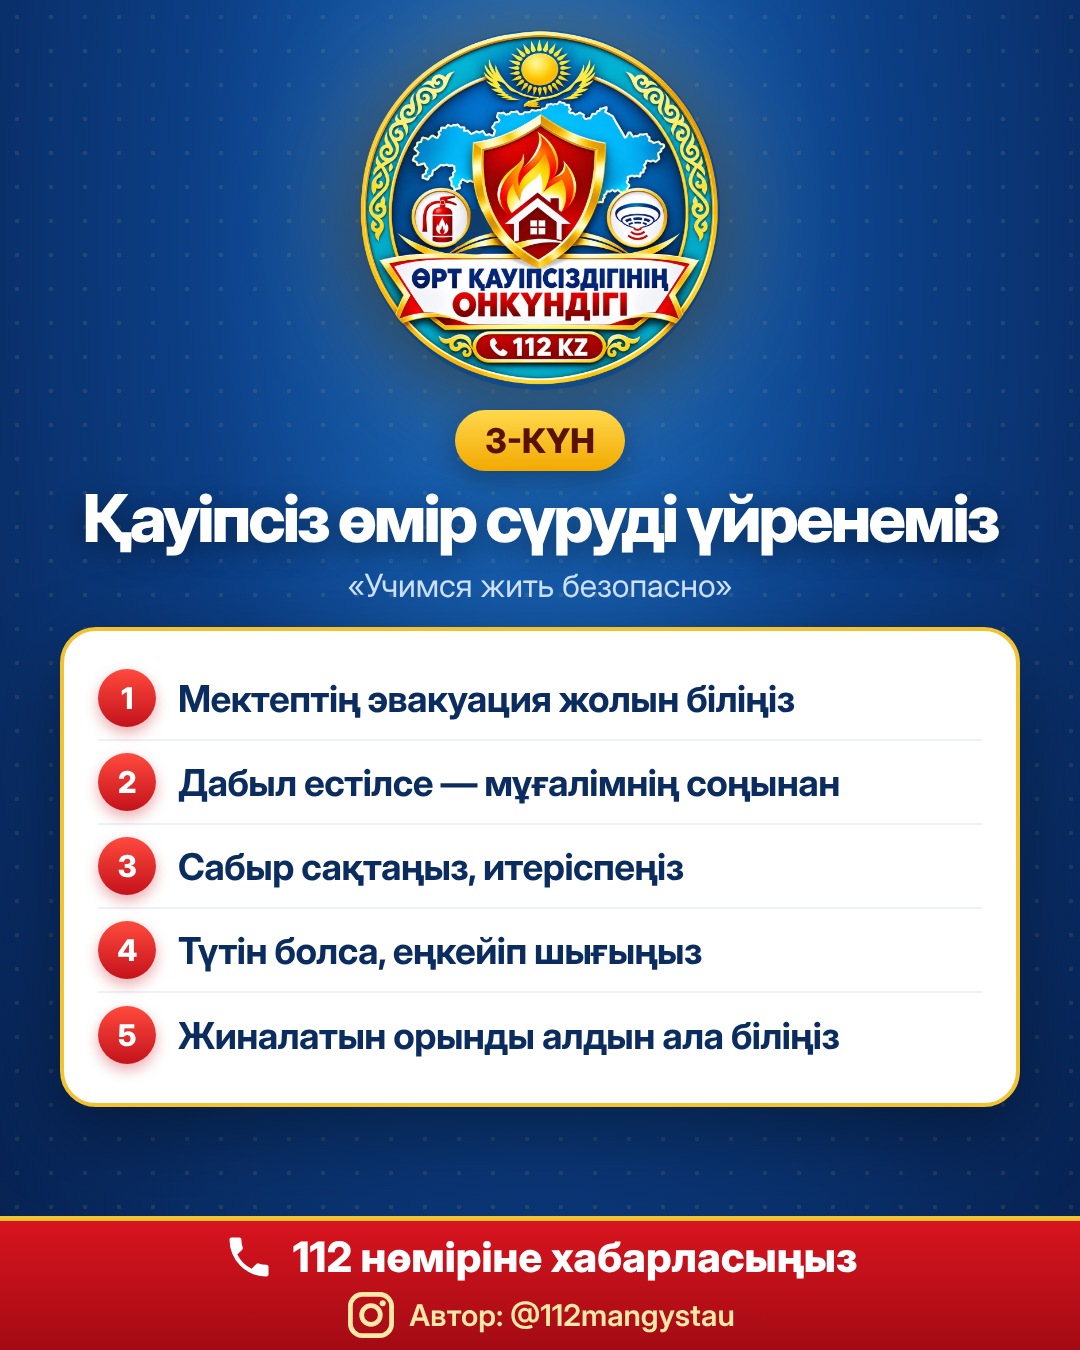 ӨРТ ҚАУІПСІЗДІГІНІҢ
ОНКҮНДІГІ
112 KZ
3-КҮН
Қауіпсіз өмір сүруді үйренеміз
«Учимся жить безопасно»
1 Мектептің эвакуация жолын біліңіз
2 Дабыл естілсе — мұғалімнің соңынан
3 Сабыр сақтаңыз, итеріспеңіз
4 Түтін болса, еңкейіп шығыңыз
5 Жиналатын орынды алдын ала біліңіз
112 нөміріне хабарласыңыз
Автор: @112mangystau